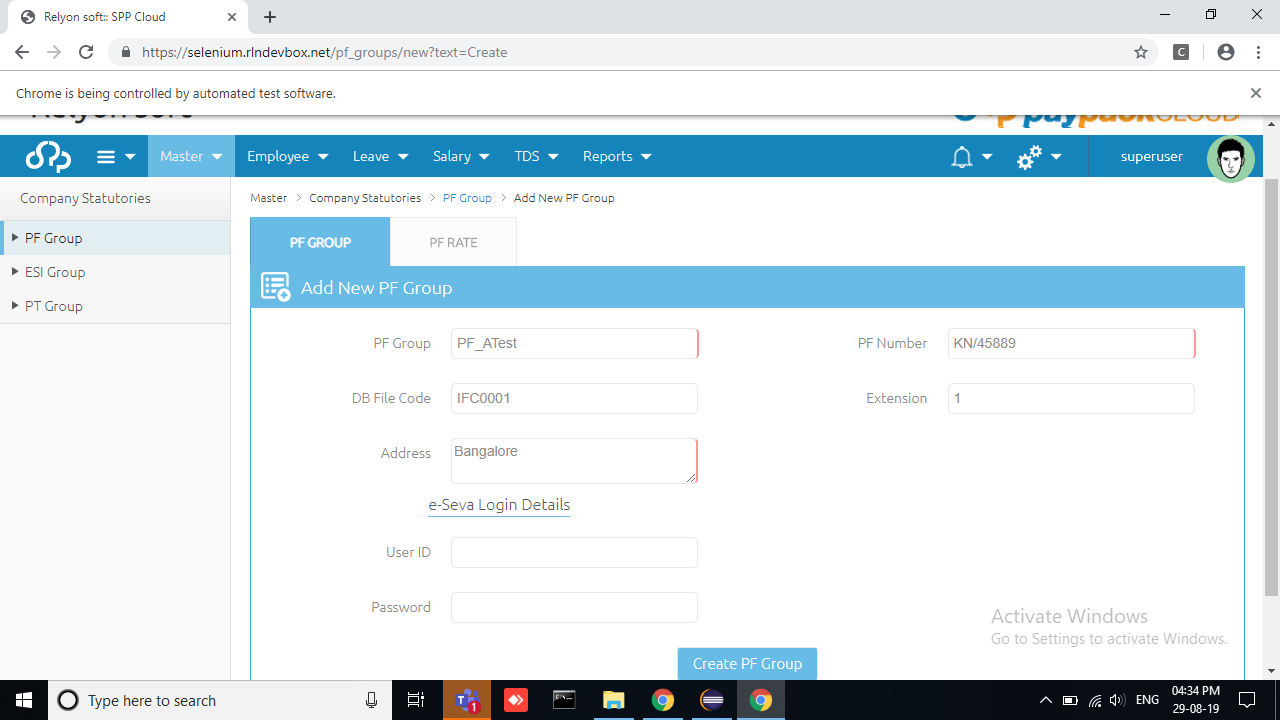 Relyon soft:: SPP Cloud
https://selenium.rlndevbox.net/pf_groups/new?text=Create
C
Chrome is being controlled by automated test software.
Relyon Soft
paypack CLOUD
Master Employee Leave Salary TDS Reports superuser
Company Statutories
PF Group
ESI Group
PT Group
Master > Company Statutories > PF Group > Add New PF Group
PF GROUP PF RATE
Add New PF Group
PF Group PF_ATest PF Number KN/45889
DB File Code IFC0001 Extension 1
Address Bangalore
e-Seva Login Details
User ID
Password
Create PF Group
Activate Windows
Go to Settings to activate Windows.
Type here to search
1
ENG
04:34 PM
29-08-19